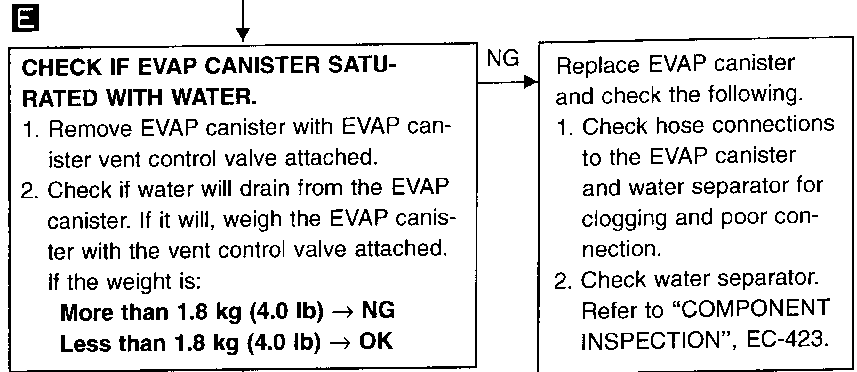 E
CHECK IF EVAP CANISTER SATU-
RATED WITH WATER.
1. Remove EVAP canister with EVAP can-
ister vent control valve attached.
2. Check if water will drain from the EVAP
canister. If it will, weigh the EVAP canis-
ter with the vent control valve attached.
If the weight is:
More than 1.8 kg (4.0 lb) → NG
Less than 1.8 kg (4.0 lb) → OK
NG
Replace EVAP canister
and check the following.
1. Check hose connections
to the EVAP canister
and water separator for
clogging and poor con-
nection.
2. Check water separator.
Refer to “COMPONENT
INSPECTION”, EC-423.